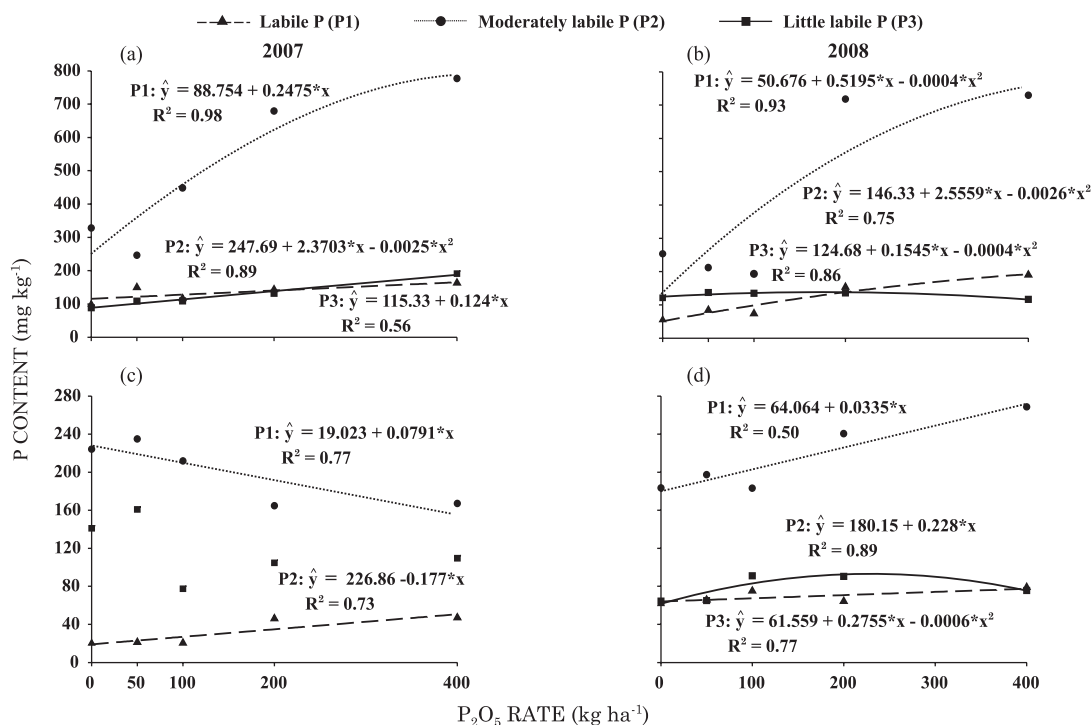 Labile P (P1) Moderately labile P (P2) Little labile P (P3)
2007
2008
(a)
P1: ŷ = 88.754 + 0.2475*x
R² = 0.98
P2: ŷ = 247.69 + 2.3703*x - 0.0025*x²
R² = 0.89
P3: ŷ = 115.33 + 0.124*x
R² = 0.56
800
700
600
500
400
300
200
100
0
(b)
P1: ŷ = 50.676 + 0.5195*x - 0.0004*x²
R² = 0.93
P2: ŷ = 146.33 + 2.5559*x - 0.0026*x²
R² = 0.75
P3: ŷ = 124.68 + 0.1545*x - 0.0004*x²
R² = 0.86
P CONTENT (mg kg⁻¹)
(c)
P1: ŷ = 19.023 + 0.0791*x
R² = 0.77
P2: ŷ = 226.86 -0.177*x
R² = 0.73
280
240
200
160
120
80
40
0
0 50 100 200 400
(d)
P1: ŷ = 64.064 + 0.0335*x
R² = 0.50
P2: ŷ = 180.15 + 0.228*x
R² = 0.89
P3: ŷ = 61.559 + 0.2755*x - 0.0006*x²
R² = 0.77
0 50 100 200 300 400
P₂O₅ RATE (kg ha⁻¹)